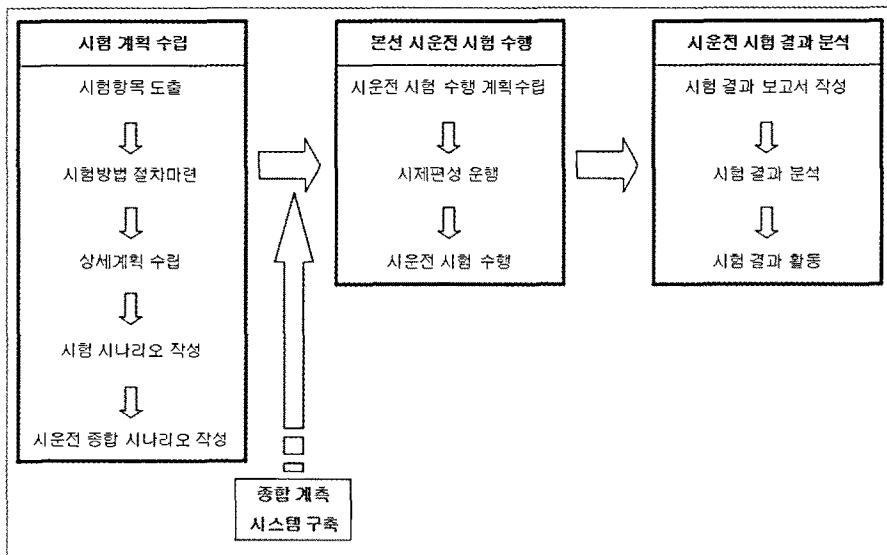 시험 계획 수립
시험항목 도출
시험방법 절차마련
상세계획 수립
시험 시나리오 작성
시운전 종합 시나리오 작성
종합 계측
시스템 구축
본선 시운전 시험 수행
시운전 시험 수행 계획수립
시제편성 운행
시운전 시험 수행
시운전 시험 결과 분석
시험 결과 보고서 작성
시험 결과 분석
시험 결과 활동